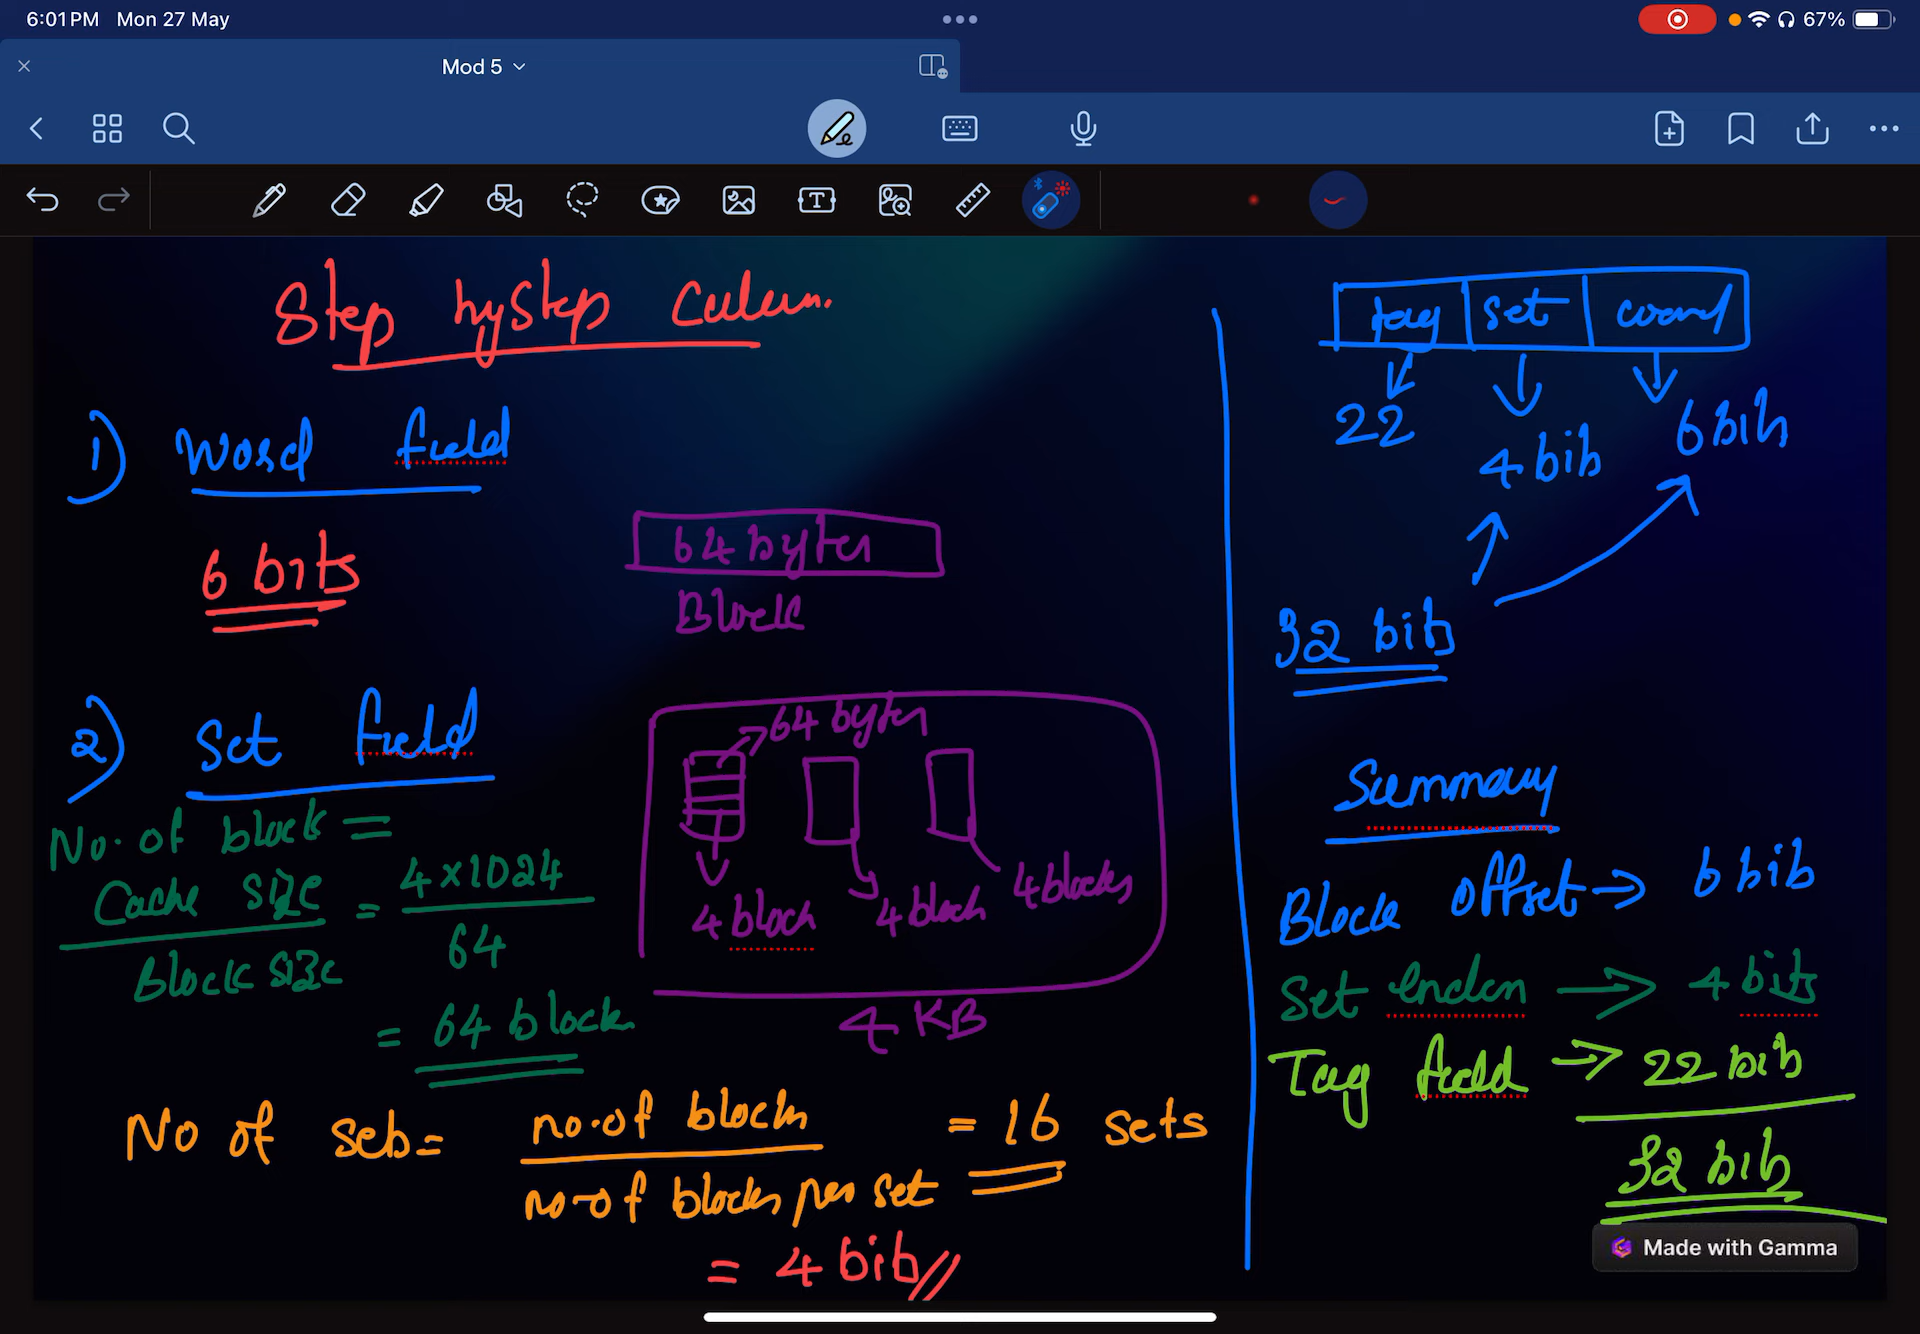 6:01 PM Mon 27 May
67%
Mod 5
Step by Step Calcun.
1) Word field
6 bits
64 bytes
Block
2) Set field
No. of block =
Cache size = 4x1024
Block size 64
= 64 block
64 bytes
4 block 4 block 4 blocks
4 KB
No of sets = no. of blocks = 16 sets
no-of blocks per set
= 4 bits //
tag set word
22 4 bits 6 bits
32 bits
Summary
Block offset → 6 bits
Set Index → 4 bits
Tag field → 22 bits
32 bits
Made with Gamma